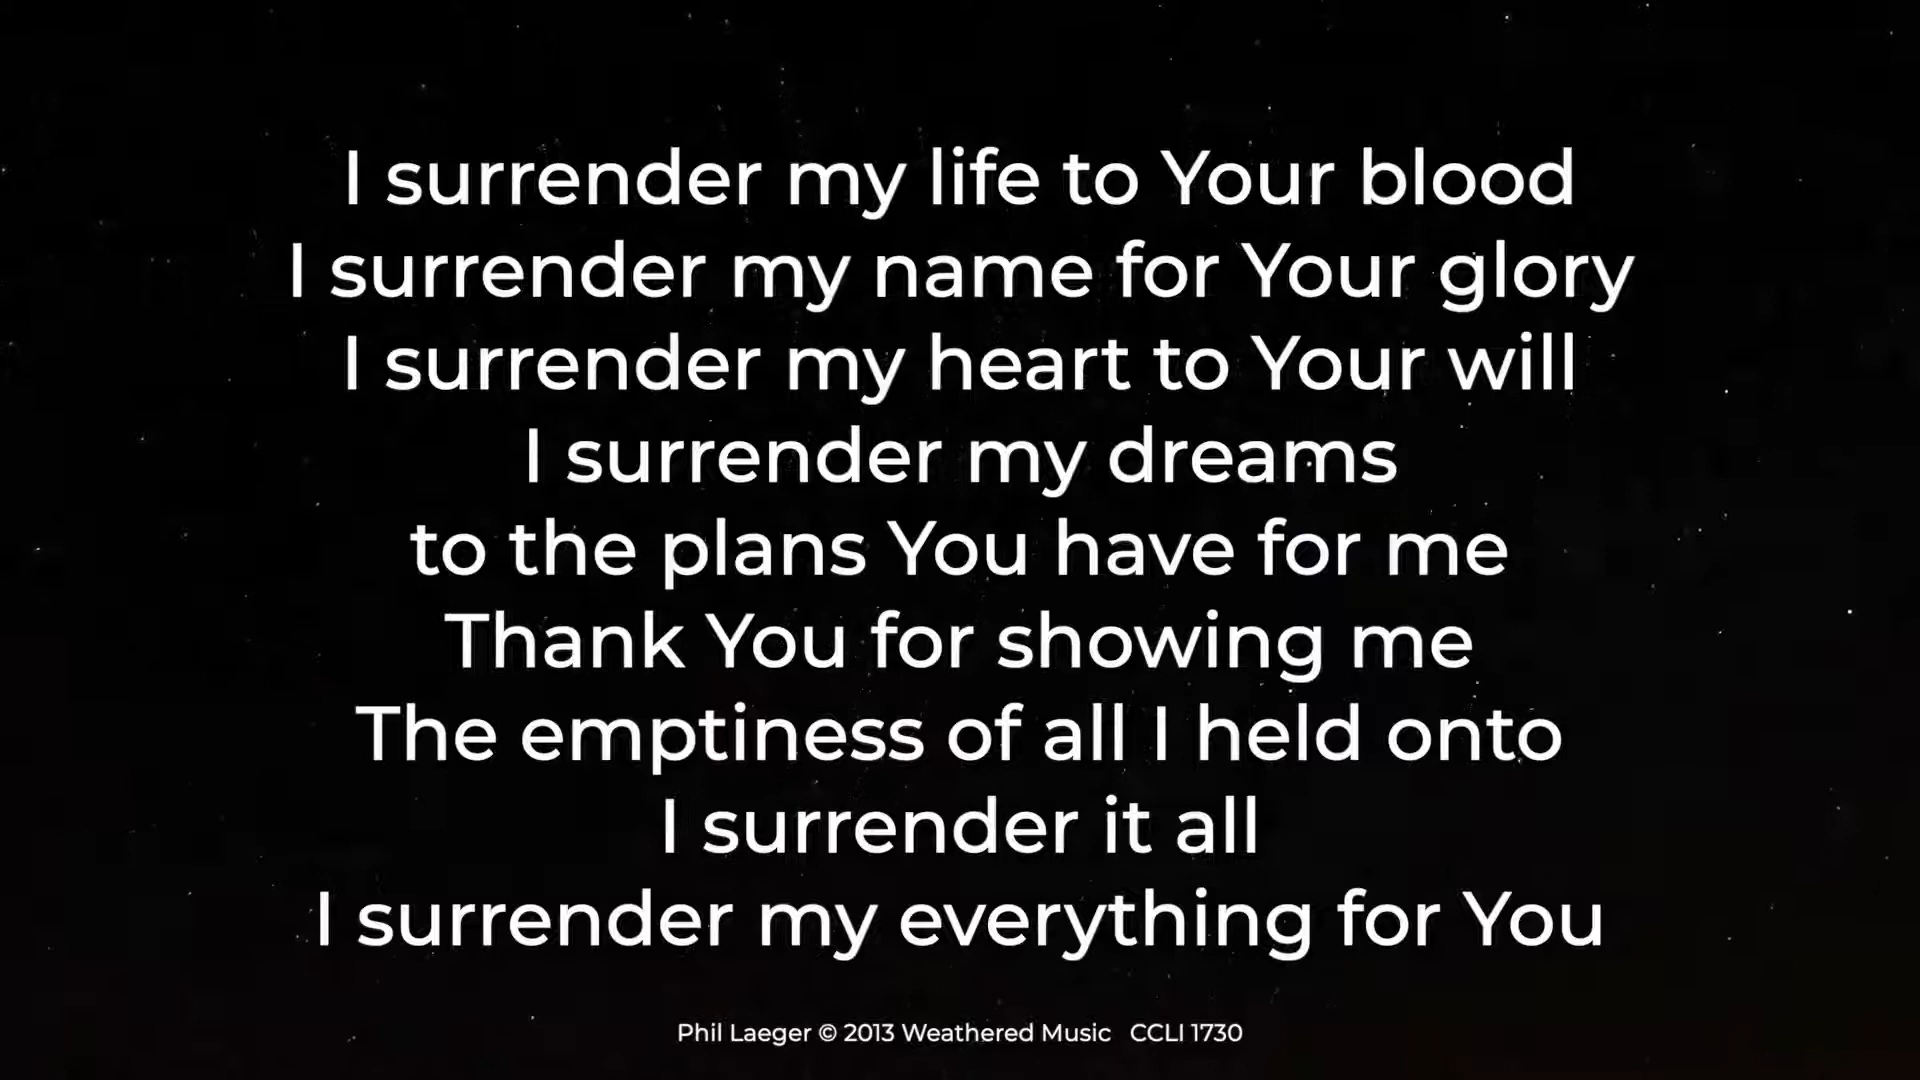 I surrender my life to Your blood
I surrender my name for Your glory
I surrender my heart to Your will
I surrender my dreams
to the plans You have for me
Thank You for showing me
The emptiness of all I held onto
I surrender it all
I surrender my everything for You
Phil Laeger © 2013 Weathered Music CCLI 1730